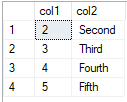 col1 col2
1 2 Second
2 3 Third
3 4 Fourth
4 5 Fifth